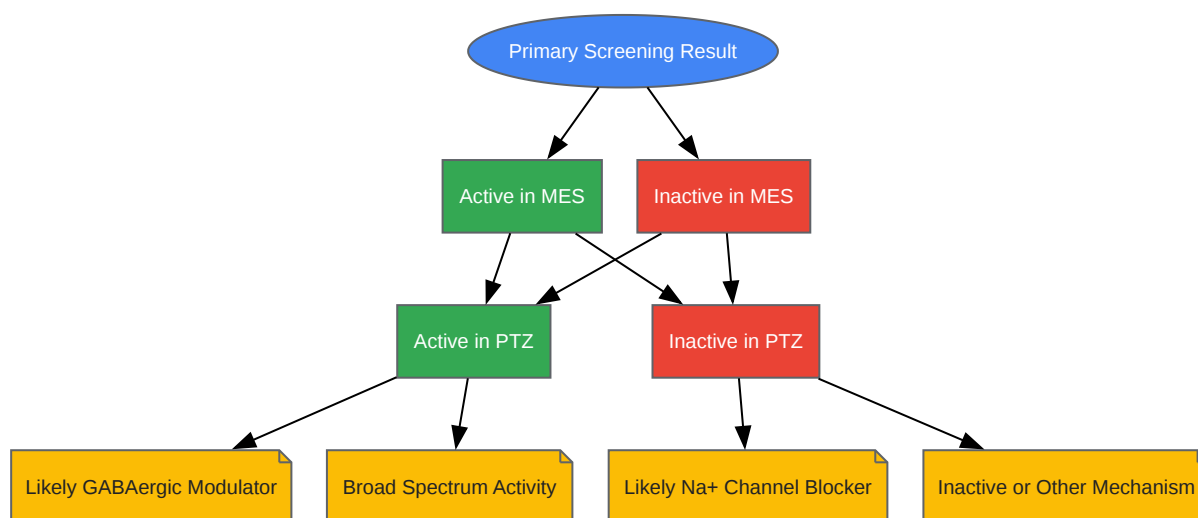 Primary Screening Result
Active in MES
Inactive in MES
Active in PTZ
Inactive in PTZ
Likely GABAergic Modulator
Broad Spectrum Activity
Likely Na+ Channel Blocker
Inactive or Other Mechanism